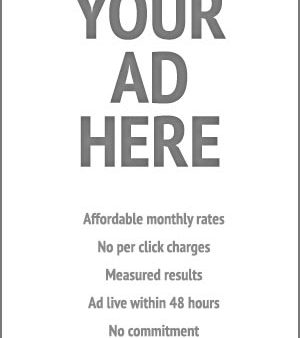 YOUR
AD
HERE
Affordable monthly rates
No per click charges
Measured results
Ad live within 48 hours
No commitment